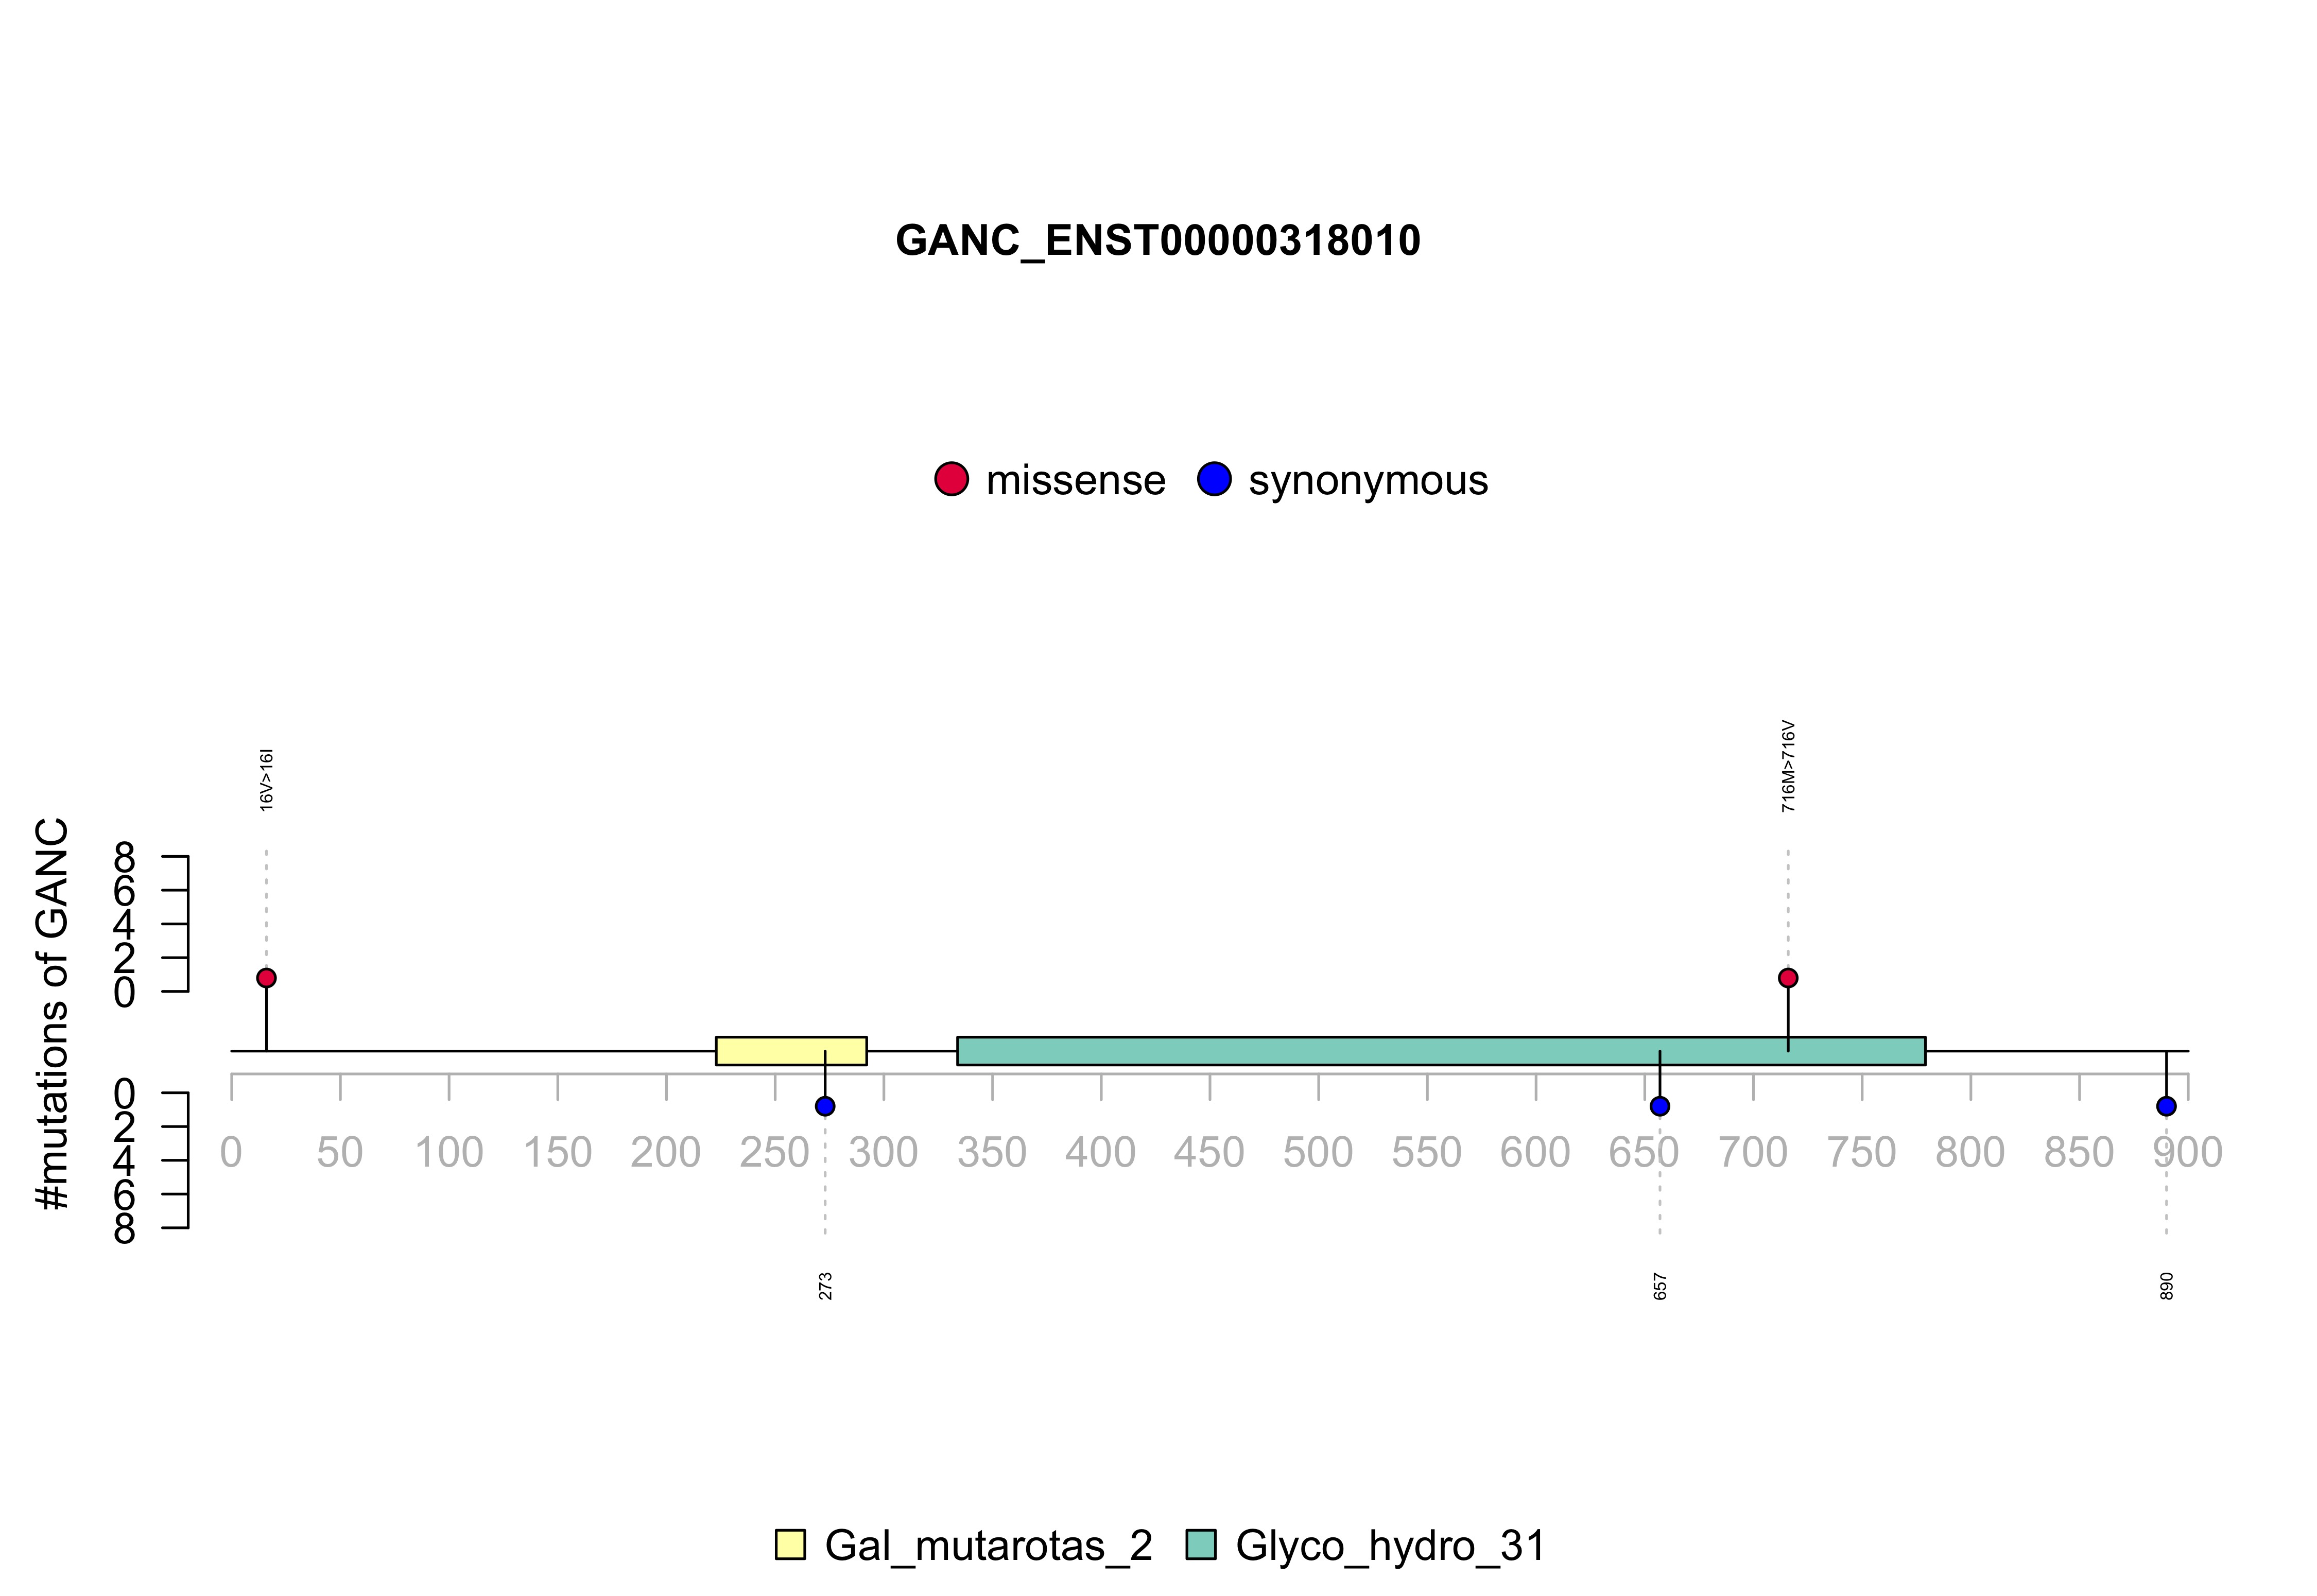 GANC_ENST00000318010
missense synonymous
16V>16I 716M>716V
#mutations of GANC
8
6
4
2
0
0
2
4
6
8
0 50 100 150 200 250 300 350 400 450 500 550 600 650 700 750 800 850 900
273 657 890
Gal_mutarotas_2 Glyco_hydro_31